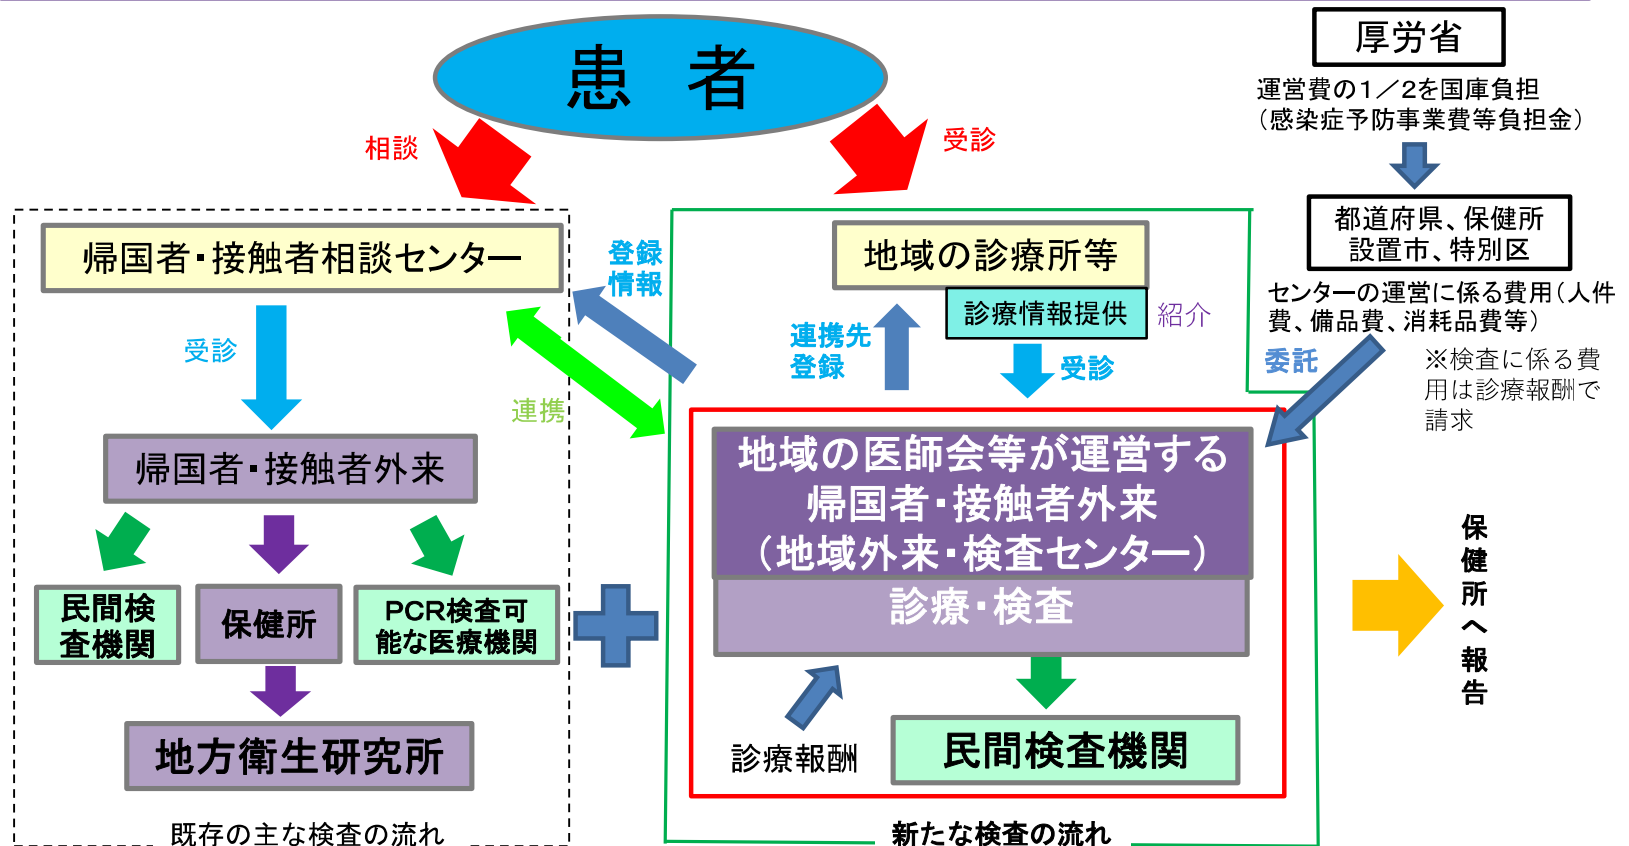 患 者
相談
受診
厚労省
運営費の1／2を国庫負担
（感染症予防事業費等負担金）
都道府県、保健所
設置市、特別区
センターの運営に係る費用（人件
費、備品費、消耗品費等）
委託
※検査に係る費
用は診療報酬で
請求
帰国者・接触者相談センター
受診
帰国者・接触者外来
民間検
査機関
保健所
PCR検査可
能な医療機関
地方衛生研究所
既存の主な検査の流れ
登録
情報
連携
地域の診療所等
診療情報提供
紹介
連携先
登録
受診
地域の医師会等が運営する
帰国者・接触者外来
（地域外来・検査センター）
診療・検査
診療報酬
民間検査機関
新たな検査の流れ
保健所へ報告